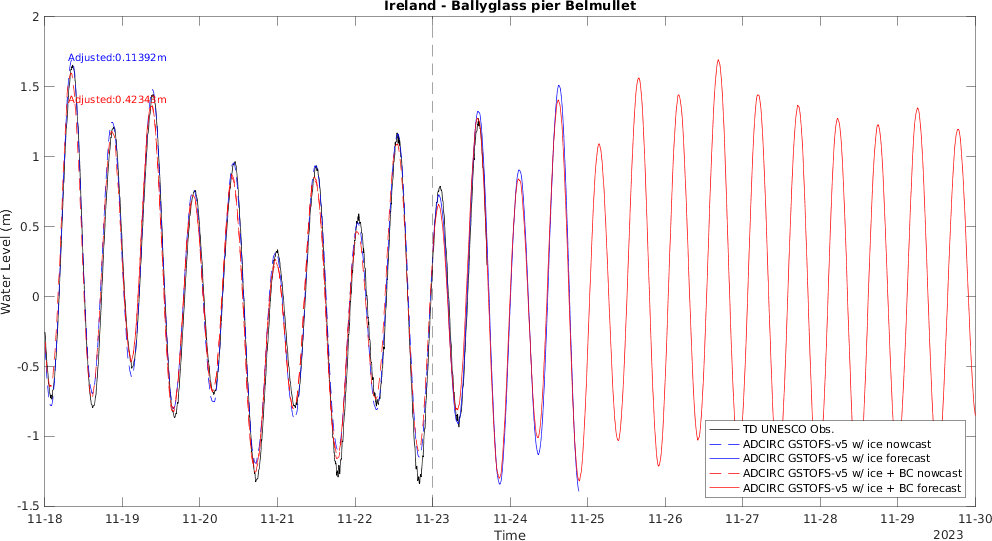 Ireland - Ballyglass pier Belmullet
2
1.5
1
0.5
0
-0.5
-1
-1.5
Water Level (m)
Adjusted:0.11392m
TD UNESCO Obs.
ADCIRC GSTOFS-v5 w/ ice nowcast
ADCIRC GSTOFS-v5 w/ ice forecast
ADCIRC GSTOFS-v5 w/ ice + BC nowcast
ADCIRC GSTOFS-v5 w/ ice + BC forecast
11-18 11-19 11-20 11-21 11-22 11-23 11-24 11-25 11-26 11-27 11-28 11-29 11-30
Time
2023